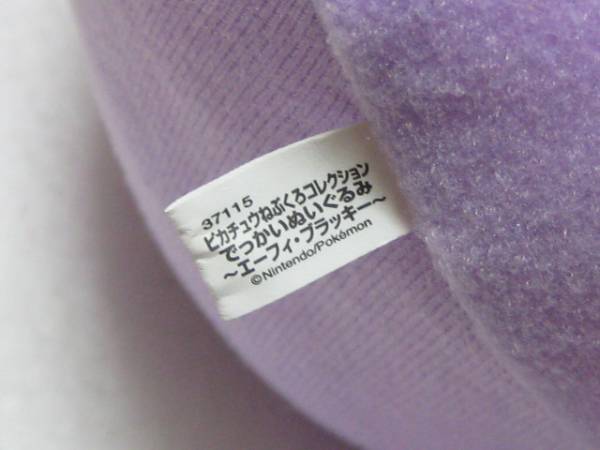 37115
ピカチュウねぶくろコレクション
でっかいぬいぐるみ
～エーフィ・ブラッキー～
©Nintendo/Pokémon